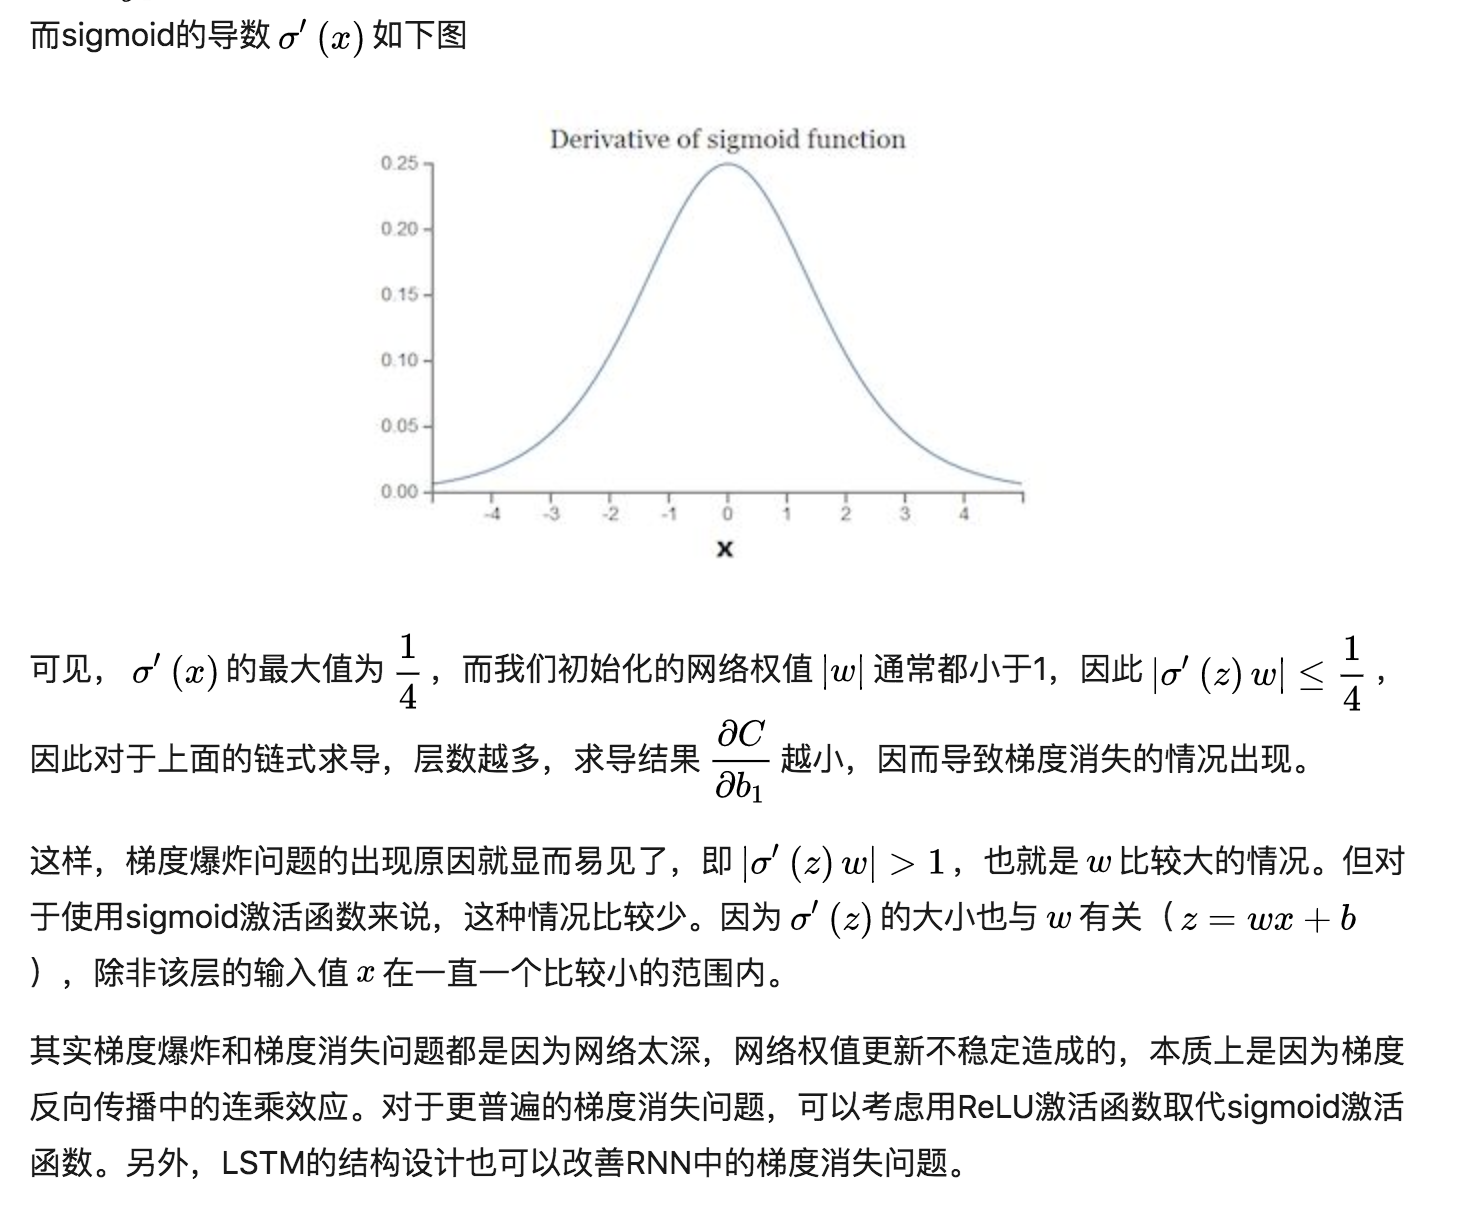 而sigmoid的导数 σ′ (x) 如下图
Derivative of sigmoid function
0.25
0.20
0.15
0.10
0.05
0.00
-4 -3 -2 -1 0 1 2 3 4
x
可见， σ′ (x) 的最大值为 1/4 ，而我们初始化的网络权值 |w| 通常都小于1，因此 |σ′ (z) w| ≤ 1/4 ，
因此对于上面的链式求导，层数越多，求导结果 ∂C/∂b₁ 越小，因而导致梯度消失的情况出现。
这样，梯度爆炸问题的出现原因就显而易见了，即 |σ′ (z) w| > 1，也就是 w 比较大的情况。但对
于使用sigmoid激活函数来说，这种情况比较少。因为 σ′ (z) 的大小也与 w 有关（ z = wx + b
），除非该层的输入值 x 在一直一个比较小的范围内。
其实梯度爆炸和梯度消失问题都是因为网络太深，网络权值更新不稳定造成的，本质上是因为梯度
反向传播中的连乘效应。对于更普遍的梯度消失问题，可以考虑用ReLU激活函数取代sigmoid激活
函数。另外，LSTM的结构设计也可以改善RNN中的梯度消失问题。